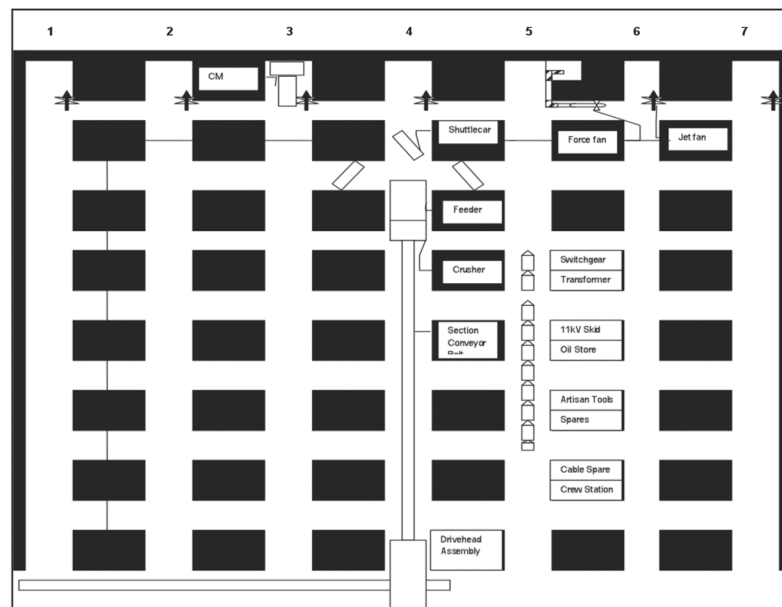 1 2 3 4 5 6 7
CM
Shuttlecar
Force fan
Jet fan
Feeder
Crusher
Switchgear
Transformer
Section
Conveyor
11kV Skid
Oil Store
Artisan Tools
Spares
Cable Spare
Crew Station
Drivehead
Assembly